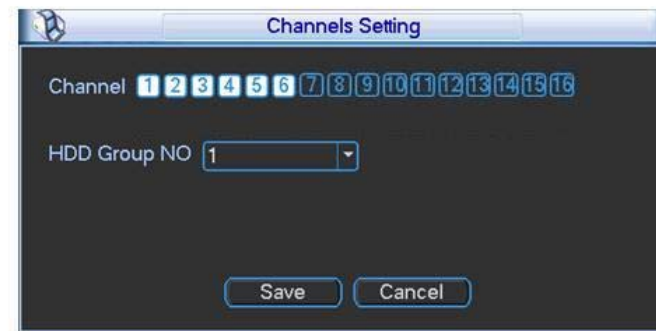 Channels Setting
Channel 1 2 3 4 5 6 7 8 9 10 11 12 13 14 15 16
HDD Group NO 1
Save Cancel